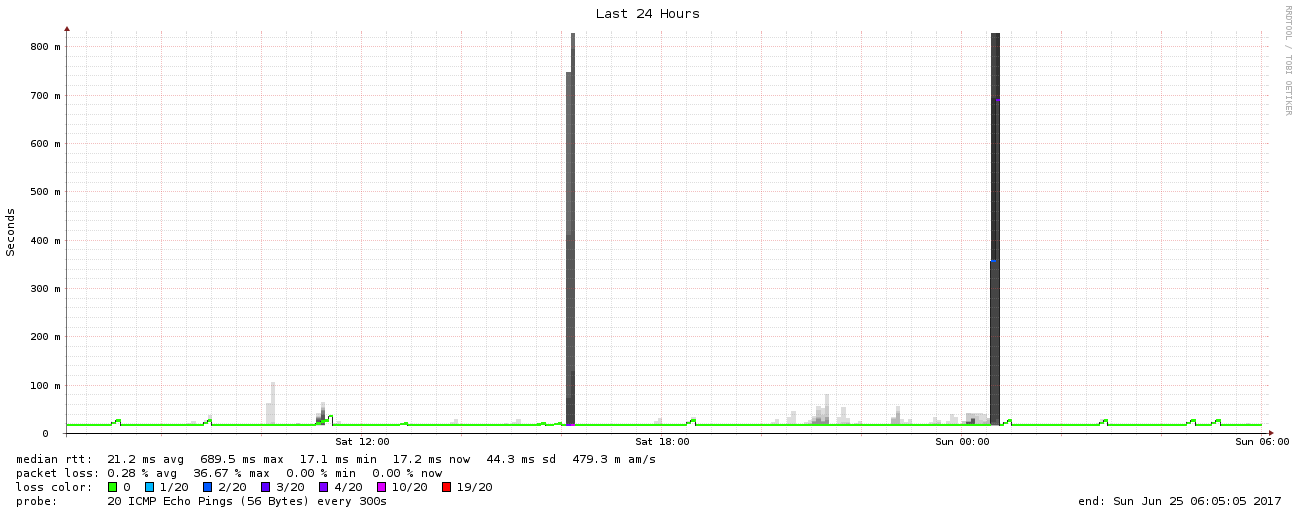 Last 24 Hours
RRDTOOL / TOBI OETIKER
Seconds
800 m
700 m
600 m
500 m
400 m
300 m
200 m
100 m
0
Sat 12:00 Sat 18:00 Sun 00:00 Sun 06:00
median rtt: 21.2 ms avg 689.5 ms max 17.1 ms min 17.2 ms now 44.3 ms sd 479.3 m am/s
packet loss: 0.28 % avg 36.67 % max 0.00 % min 0.00 % now
loss color: 0 1/20 2/20 3/20 4/20 10/20 19/20
probe: 20 ICMP Echo Pings (56 Bytes) every 300s end: Sun Jun 25 06:05:05 2017